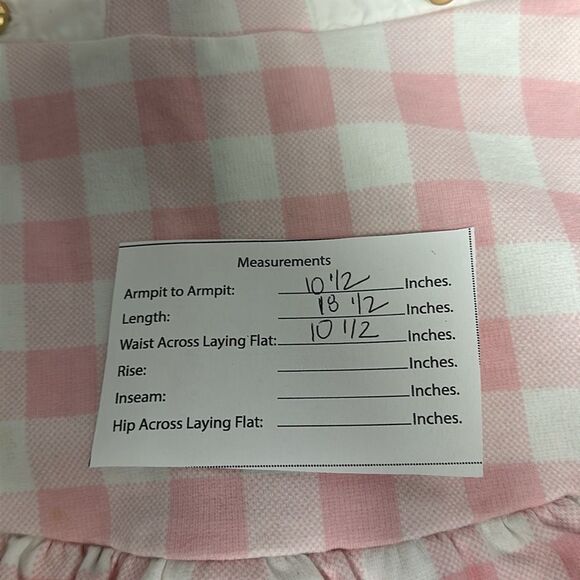 Measurements
Armpit to Armpit: 10 1/2 Inches.
Length: 18 1/2 Inches.
Waist Across Laying Flat: 10 1/2 Inches.
Rise: Inches.
Inseam: Inches.
Hip Across Laying Flat: Inches.